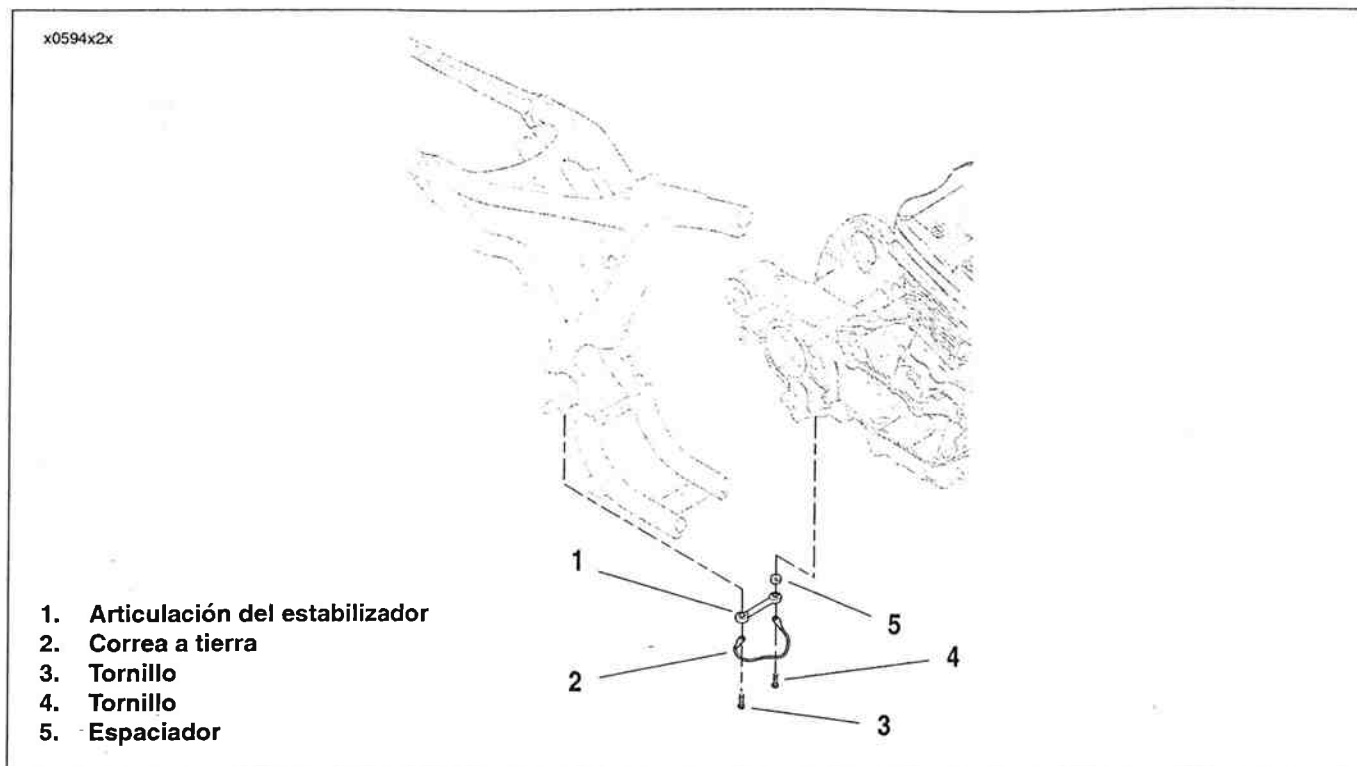 x0594x2x
1
5
2
4
3
1. Articulación del estabilizador
2. Correa a tierra
3. Tornillo
4. Tornillo
5. Espaciador